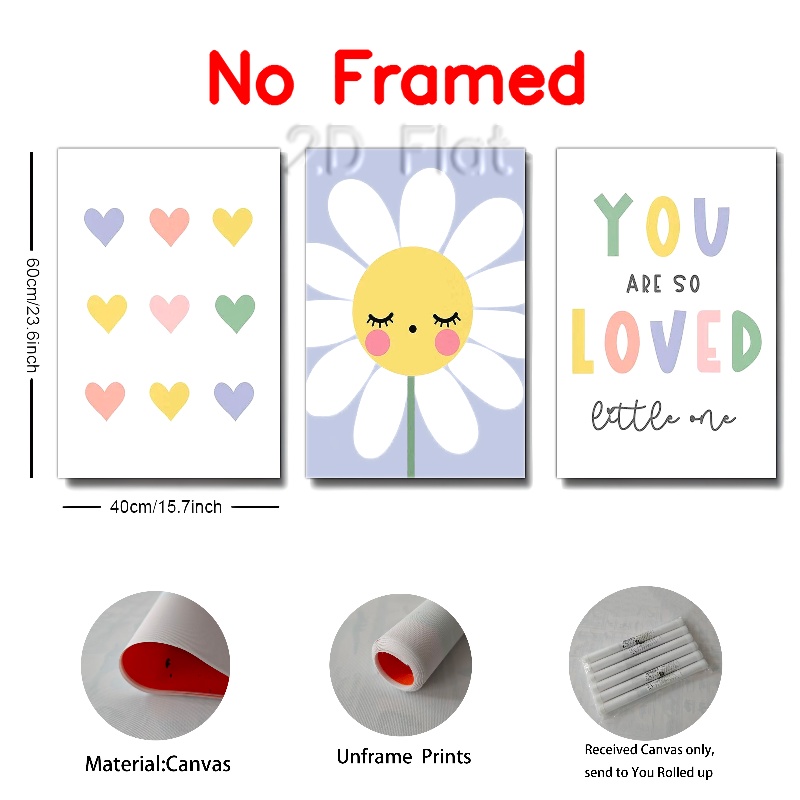 No Framed
2D Flat
60cm/23.6inch
40cm/15.7inch
YOU
ARE SO
LOVED
little one
Material:Canvas
Unframe Prints
Received Canvas only,
send to You Rolled up